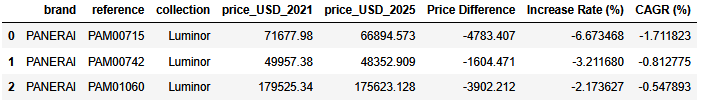 brand reference collection price_USD_2021 price_USD_2025 Price Difference Increase Rate (%) CAGR (%)
0 PANERAI PAM00715 Luminor 71677.98 66894.573 -4783.407 -6.673468 -1.711823
1 PANERAI PAM00742 Luminor 49957.38 48352.909 -1604.471 -3.211680 -0.812775
2 PANERAI PAM01060 Luminor 179525.34 175623.128 -3902.212 -2.173627 -0.547893